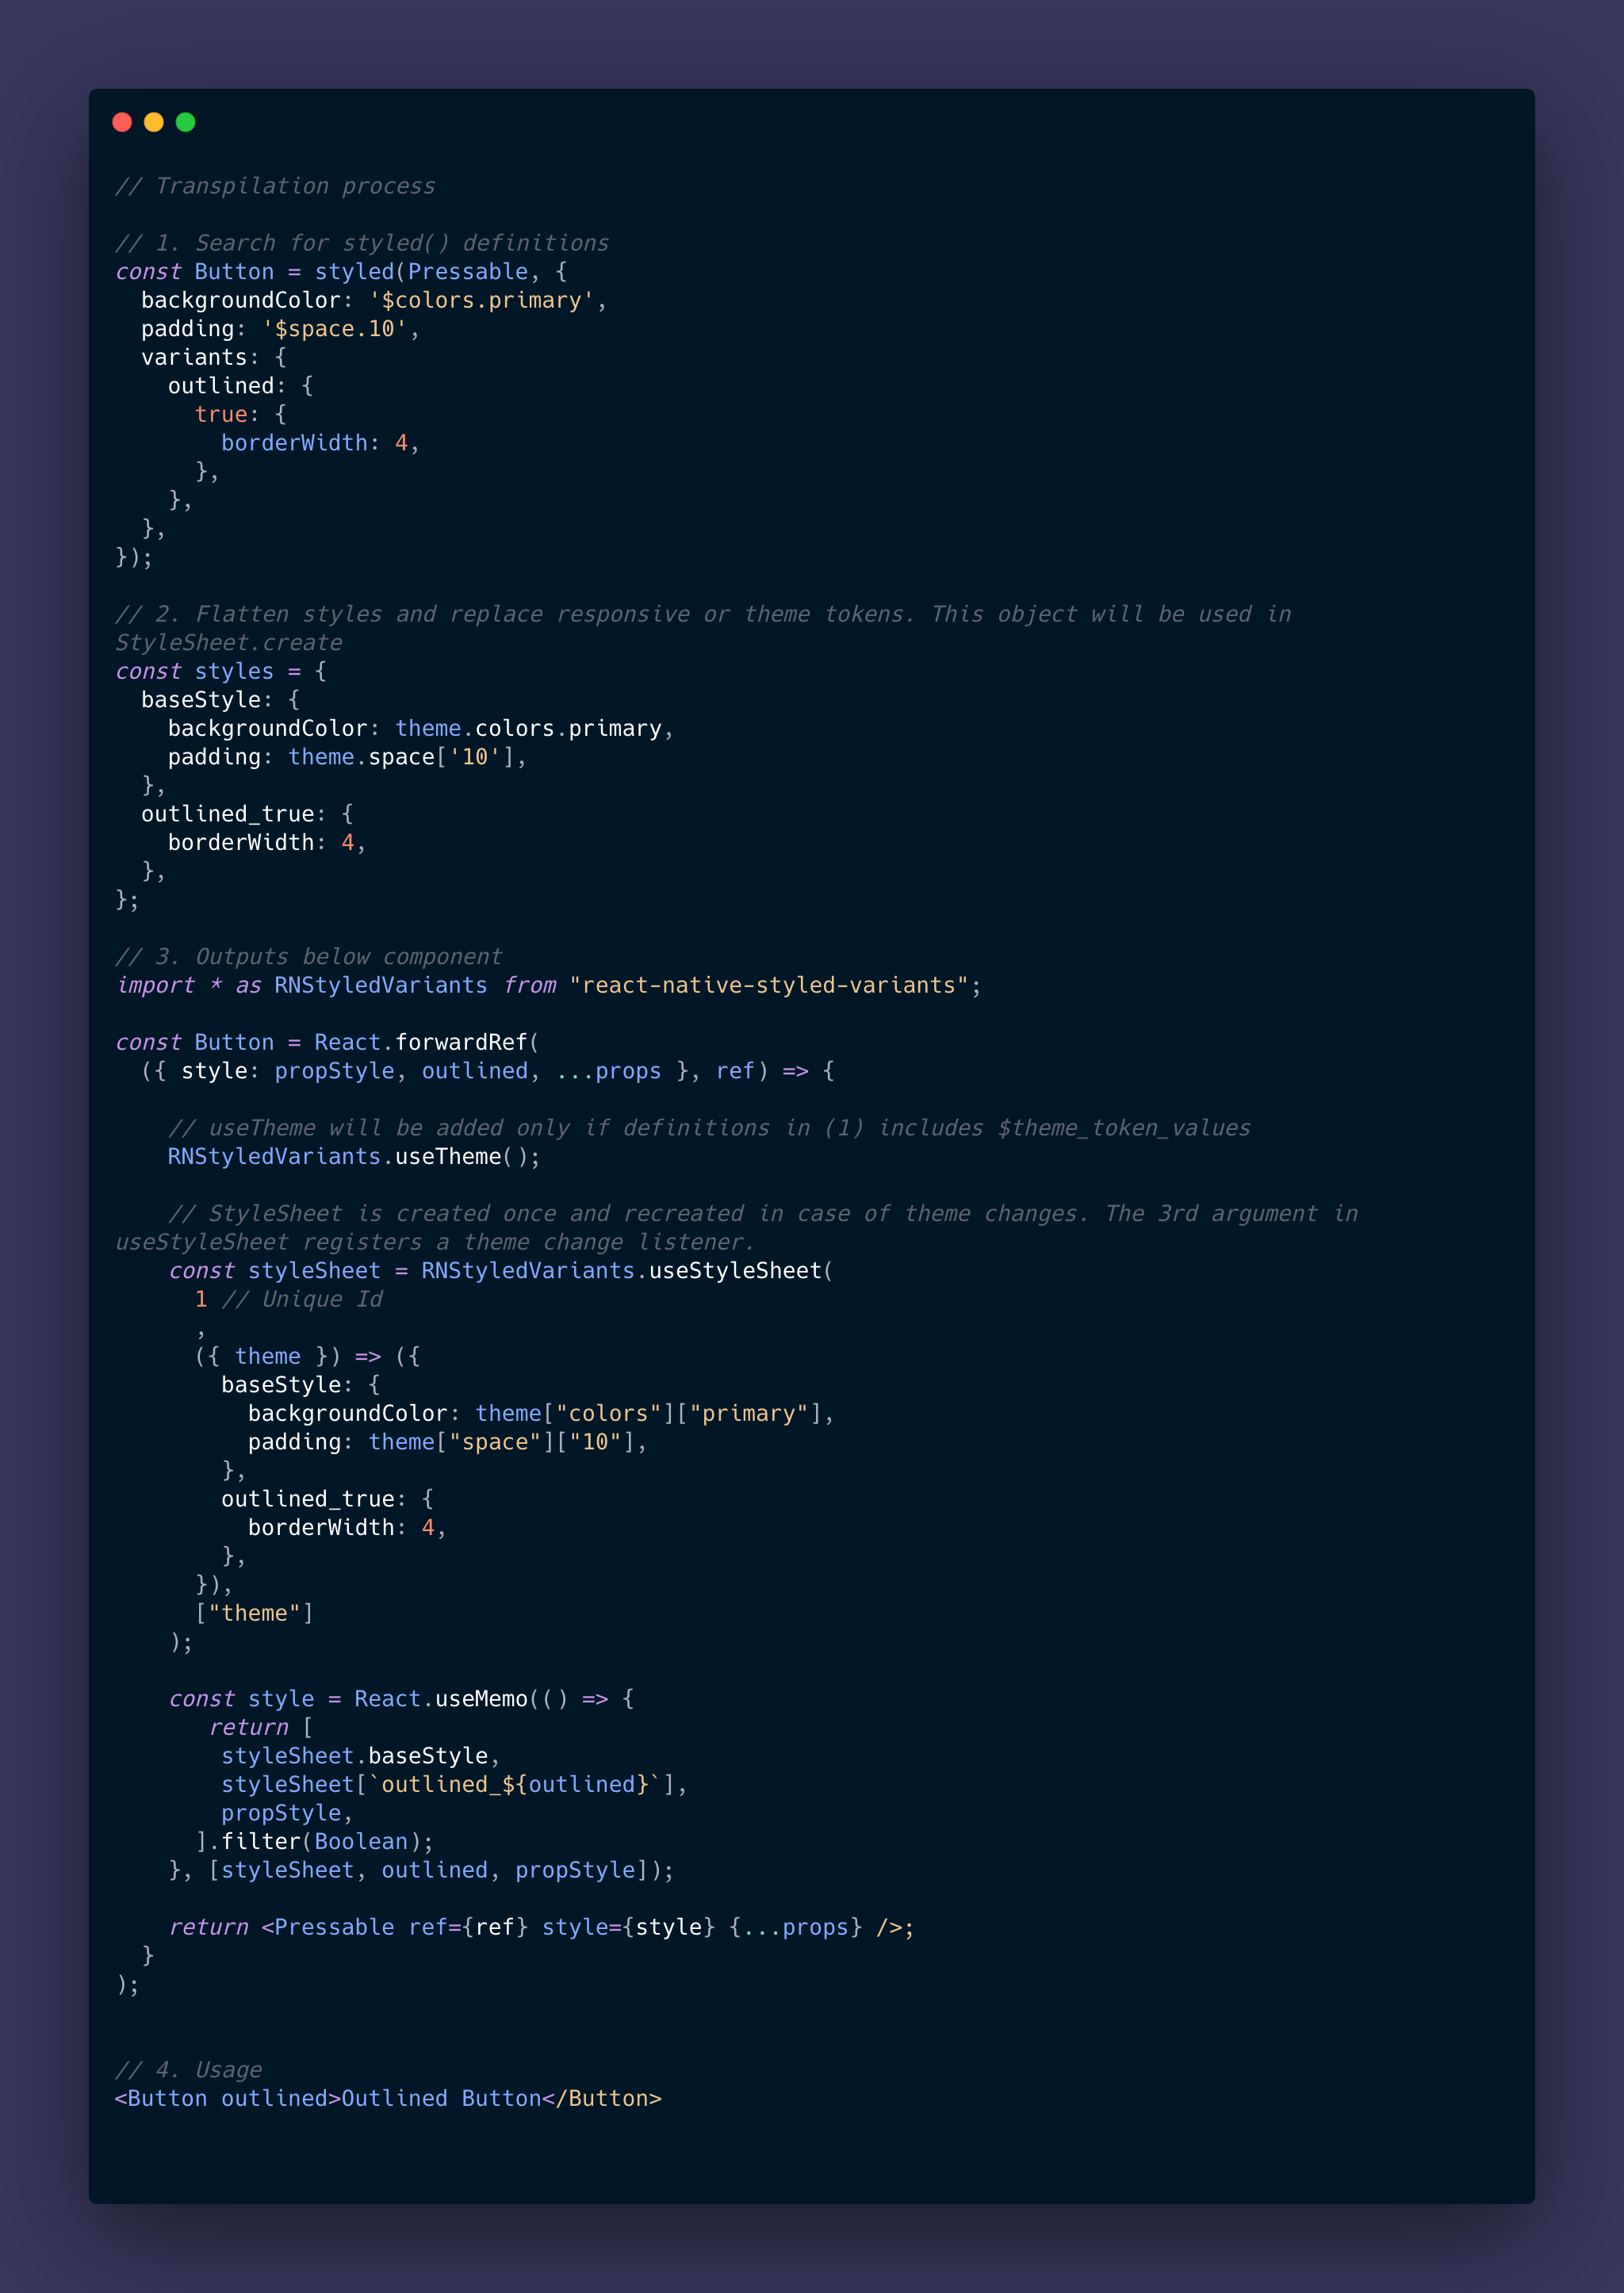 // Transpilation process

// 1. Search for styled() definitions
const Button = styled(Pressable, {
  backgroundColor: '$colors.primary',
  padding: '$space.10',
  variants: {
    outlined: {
      true: {
        borderWidth: 4,
      },
    },
  },
});

// 2. Flatten styles and replace responsive or theme tokens. This object will be used in
StyleSheet.create
const styles = {
  baseStyle: {
    backgroundColor: theme.colors.primary,
    padding: theme.space['10'],
  },
  outlined_true: {
    borderWidth: 4,
  },
};

// 3. Outputs below component
import * as RNStyledVariants from "react-native-styled-variants";

const Button = React.forwardRef(
  ({ style: propStyle, outlined, ...props }, ref) => {

    // useTheme will be added only if definitions in (1) includes $theme_token_values
    RNStyledVariants.useTheme();

    // StyleSheet is created once and recreated in case of theme changes. The 3rd argument in
useStyleSheet registers a theme change listener.
    const styleSheet = RNStyledVariants.useStyleSheet(
      1 // Unique Id
      ,
      ({ theme }) => ({
        baseStyle: {
          backgroundColor: theme["colors"]["primary"],
          padding: theme["space"]["10"],
        },
        outlined_true: {
          borderWidth: 4,
        },
      }),
      ["theme"]
    );

    const style = React.useMemo(() => {
       return [
        styleSheet.baseStyle,
        styleSheet[`outlined_${outlined}`],
        propStyle,
      ].filter(Boolean);
    }, [styleSheet, outlined, propStyle]);

    return <Pressable ref={ref} style={style} {...props} />;
  }
);


// 4. Usage
<Button outlined>Outlined Button</Button>